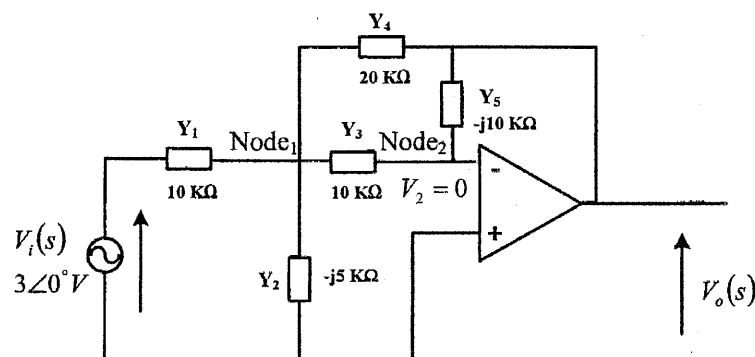 Y4
20 KΩ
Y5
-j10 KΩ
Y1
Node1
Y3
Node2
10 KΩ
10 KΩ
V2 = 0
-
+
Vi(s)
3∠0°V
Y2
-j5 KΩ
Vo(s)